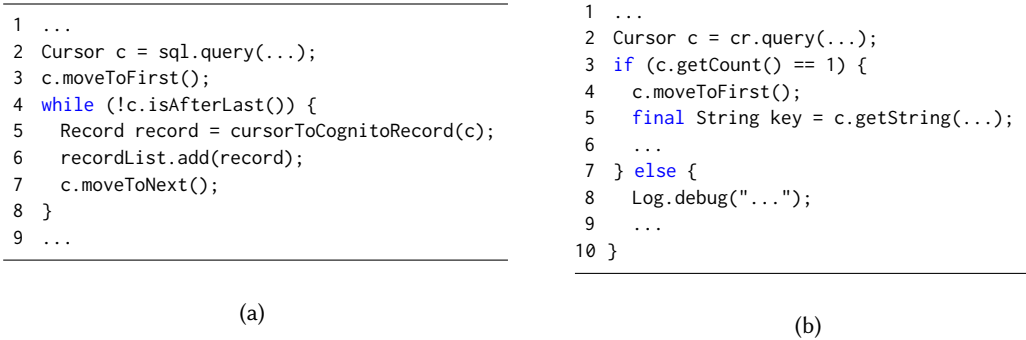 1 ...
2 Cursor c = sql.query(...);
3 c.moveToFirst();
4 while (!c.isAfterLast()) {
5   Record record = cursorToCognitoRecord(c);
6   recordList.add(record);
7   c.moveToNext();
8 }
9 ...
(a)
1 ...
2 Cursor c = cr.query(...);
3 if (c.getCount() == 1) {
4   c.moveToFirst();
5   final String key = c.getString(...);
6   ...
7 } else {
8   Log.debug("...");
9   ...
10 }
(b)